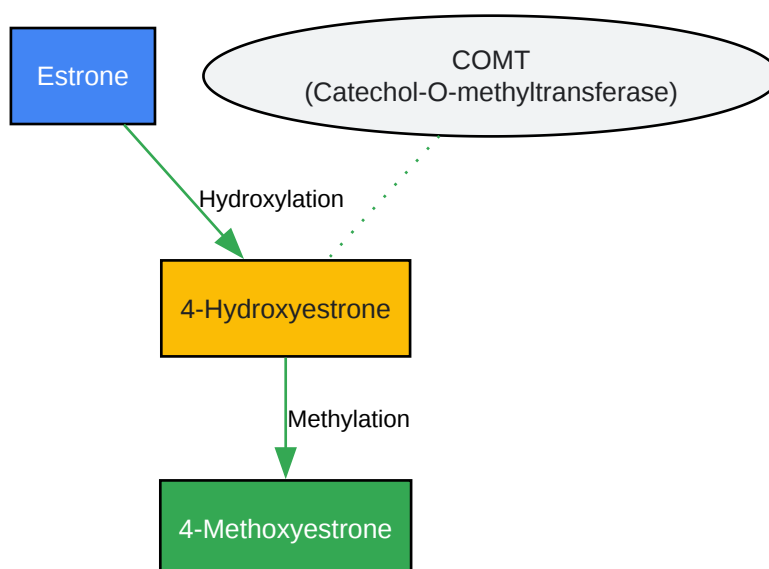 Estrone
COMT
(Catechol-O-methyltransferase)
Hydroxylation
4-Hydroxyestrone
Methylation
4-Methoxyestrone